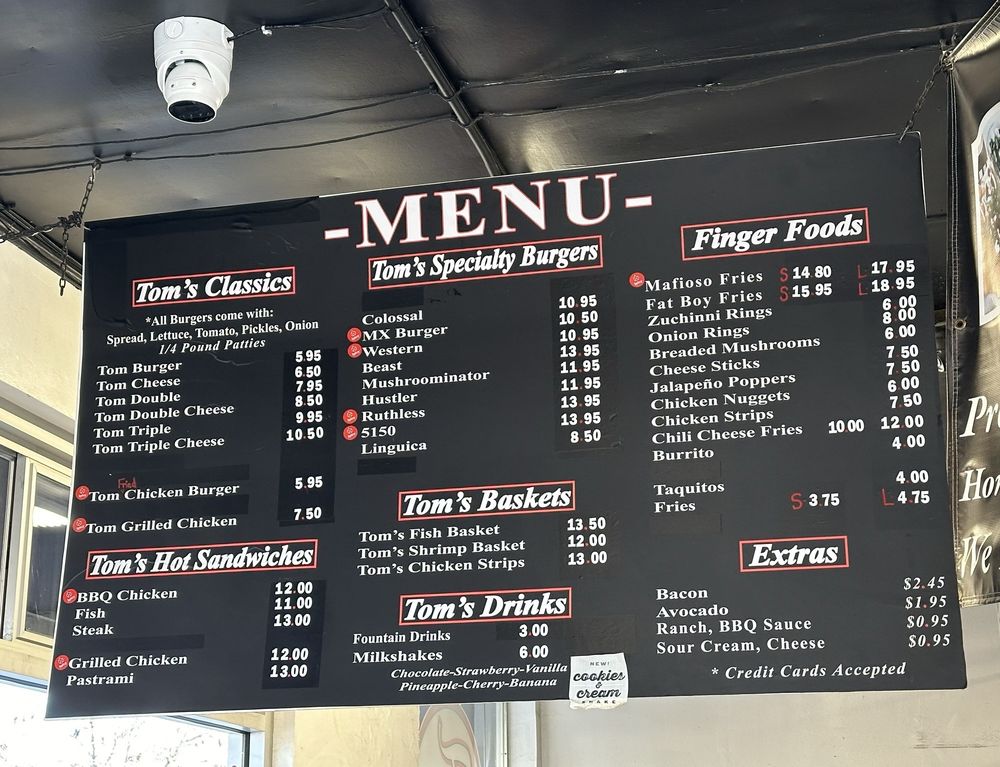 -MENU-
Tom's Classics
*All Burgers come with:
Spread, Lettuce, Tomato, Pickles, Onion
1/4 Pound Patties
Tom Burger 5.95
Tom Cheese 6.50
Tom Double 7.95
Tom Double Cheese 8.50
Tom Triple 9.95
Tom Triple Cheese 10.50
Fried
Tom Chicken Burger 5.95
Tom Grilled Chicken 7.50
Tom's Hot Sandwiches
BBQ Chicken 12.00
Fish 11.00
Steak 13.00
Grilled Chicken 12.00
Pastrami 13.00
Tom's Specialty Burgers
Colossal 10.95
MX Burger 10.50
Western 10.95
Beast 13.95
Mushroominator 11.95
Hustler 11.95
Ruthless 13.95
5150 13.95
Linguica 8.50
Tom's Baskets
Tom's Fish Basket 13.50
Tom's Shrimp Basket 12.00
Tom's Chicken Strips 13.00
Tom's Drinks
Fountain Drinks 3.00
Milkshakes 6.00
Chocolate-Strawberry-Vanilla
Pineapple-Cherry-Banana
NEW!
cookies
&
cream
SHAKE
Finger Foods
Mafioso Fries S 14.80 L 17.95
Fat Boy Fries S 15.95 L 18.95
Zuchinni Rings 6.00
Onion Rings 8.00
Breaded Mushrooms 6.00
Cheese Sticks 7.50
Jalapeño Poppers 7.50
Chicken Nuggets 6.00
Chicken Strips 7.50
Chili Cheese Fries 10.00 12.00
Burrito 4.00
Taquitos 4.00
Fries S 3.75 L 4.75
Extras
Bacon $2.45
Avocado $1.95
Ranch, BBQ Sauce $0.95
Sour Cream, Cheese $0.95
* Credit Cards Accepted
We